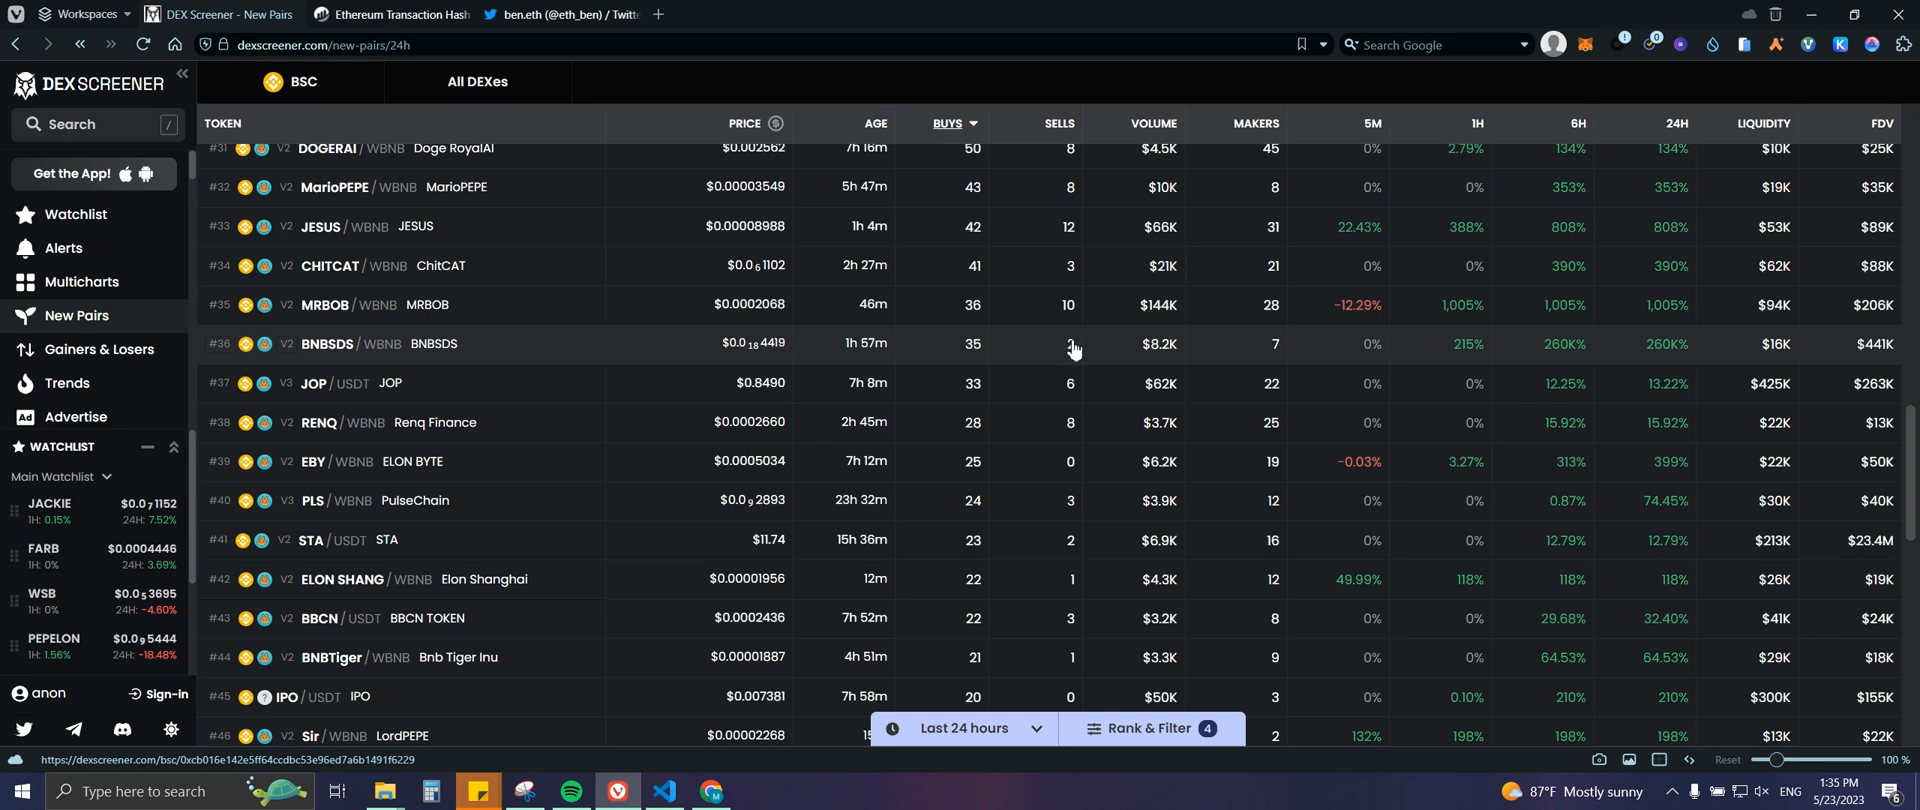 Workspaces DEX Screener - New Pairs Ethereum Transaction Hash ben.eth (@eth_ben) / Twitte
dexscreener.com/new-pairs/24h Search Google 0
DEX SCREENER
Search /
Get the App!
Watchlist
Alerts
Multicharts
New Pairs
Gainers & Losers
Trends
Ad Advertise
WATCHLIST
Main Watchlist
JACKIE $0.0₇1152
1H: 0.15% 24H: 7.52%
FARB $0.0004446
1H: 0% 24H: 3.69%
WSB $0.0₅3695
1H: 0% 24H: -4.60%
PEPELON $0.0₉5444
1H: 1.56% 24H: -18.48%
anon Sign-in
BSC All DEXes
TOKEN PRICE AGE BUYS SELLS VOLUME MAKERS 5M 1H 6H 24H LIQUIDITY FDV
#31 V2 DOGERAI / WBNB Doge RoyalAI $0.002562 7h 16m 50 8 $4.5K 45 0% 2.79% 134% 134% $10K $25K
#32 V2 MarioPEPE / WBNB MarioPEPE $0.00003549 5h 47m 43 8 $10K 8 0% 0% 353% 353% $19K $35K
#33 V2 JESUS / WBNB JESUS $0.00008988 1h 4m 42 12 $66K 31 22.43% 388% 808% 808% $53K $89K
#34 V2 CHITCAT / WBNB ChitCAT $0.0₆1102 2h 27m 41 3 $21K 21 0% 0% 390% 390% $62K $88K
#35 V2 MRBOB / WBNB MRBOB $0.0002068 46m 36 10 $144K 28 -12.29% 1,005% 1,005% 1,005% $94K $206K
#36 V2 BNBSDS / WBNB BNBSDS $0.0₁₈4419 1h 57m 35 $8.2K 7 0% 215% 260K% 260K% $16K $441K
#37 V3 JOP / USDT JOP $0.8490 7h 8m 33 6 $62K 22 0% 0% 12.25% 13.22% $425K $263K
#38 V2 RENQ / WBNB Renq Finance $0.0002660 2h 45m 28 8 $3.7K 25 0% 0% 15.92% 15.92% $22K $13K
#39 V2 EBY / WBNB ELON BYTE $0.0005034 7h 12m 25 0 $6.2K 19 -0.03% 3.27% 313% 399% $22K $50K
#40 V3 PLS / WBNB PulseChain $0.0₉2893 23h 32m 24 3 $3.9K 12 0% 0% 0.87% 74.45% $30K $40K
#41 V2 STA / USDT STA $11.74 15h 36m 23 2 $6.9K 16 0% 0% 12.79% 12.79% $213K $23.4M
#42 V2 ELON SHANG / WBNB Elon Shanghai $0.00001956 12m 22 1 $4.3K 12 49.99% 118% 118% 118% $26K $19K
#43 V2 BBCN / USDT BBCN TOKEN $0.0002436 7h 52m 22 3 $3.2K 8 0% 0% 29.68% 32.40% $41K $24K
#44 V2 BNBTiger / WBNB Bnb Tiger Inu $0.00001887 4h 51m 21 1 $3.3K 9 0% 0% 64.53% 64.53% $29K $18K
#45 ? IPO / USDT IPO $0.007381 7h 58m 20 0 $50K 3 0% 0.10% 210% 210% $300K $155K
#46 V2 Sir / WBNB LordPEPE $0.00002268 2 132% 198% 198% 198% $13K $22K
Last 24 hours Rank & Filter 4
https://dexscreener.com/bsc/0xcb016e142e5ff64ccdbc53e96ed7a6b1491f6229 Reset 100 %
Type here to search 87°F Mostly sunny ENG 1:35 PM
5/23/2023 6